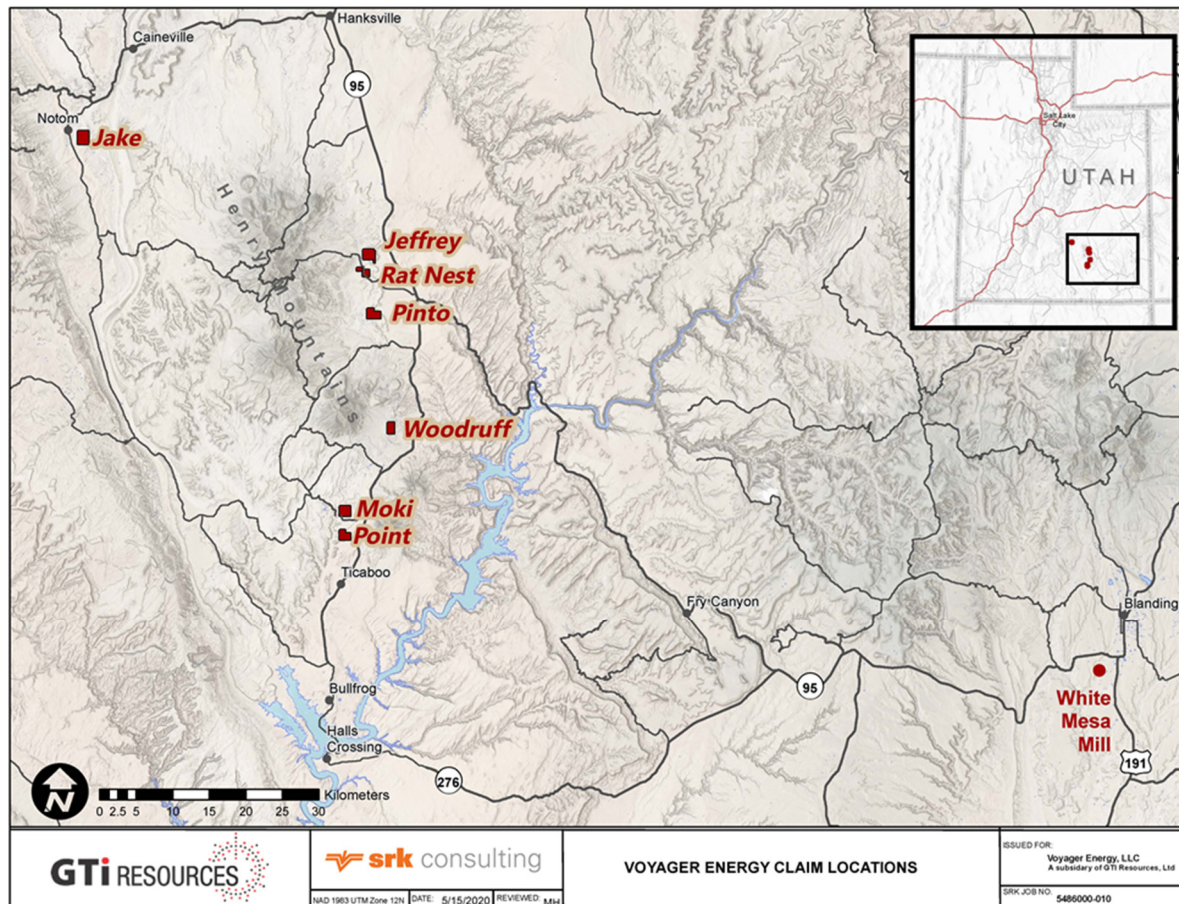 Hanksville
Caineville
95
Notom
Jake
Salt Lake
City
UTAH
Henry Mountains
Jeffrey
Rat Nest
Pinto
Woodruff
Moki
Point
Ticaboo
Fry Canyon
Blanding
95
White
Mesa
Mill
Bullfrog
Halls
Crossing
191
276
N
Kilometers
0 2.5 5 10 15 20 25 30
GTi RESOURCES
srk consulting
VOYAGER ENERGY CLAIM LOCATIONS
ISSUED FOR:
Voyager Energy, LLC
A subsidary of GTI Resources, Ltd
NAD 1983 UTM Zone 12N
DATE: 5/15/2020
REVIEWED: MH
SRK JOB NO.
5486000-010